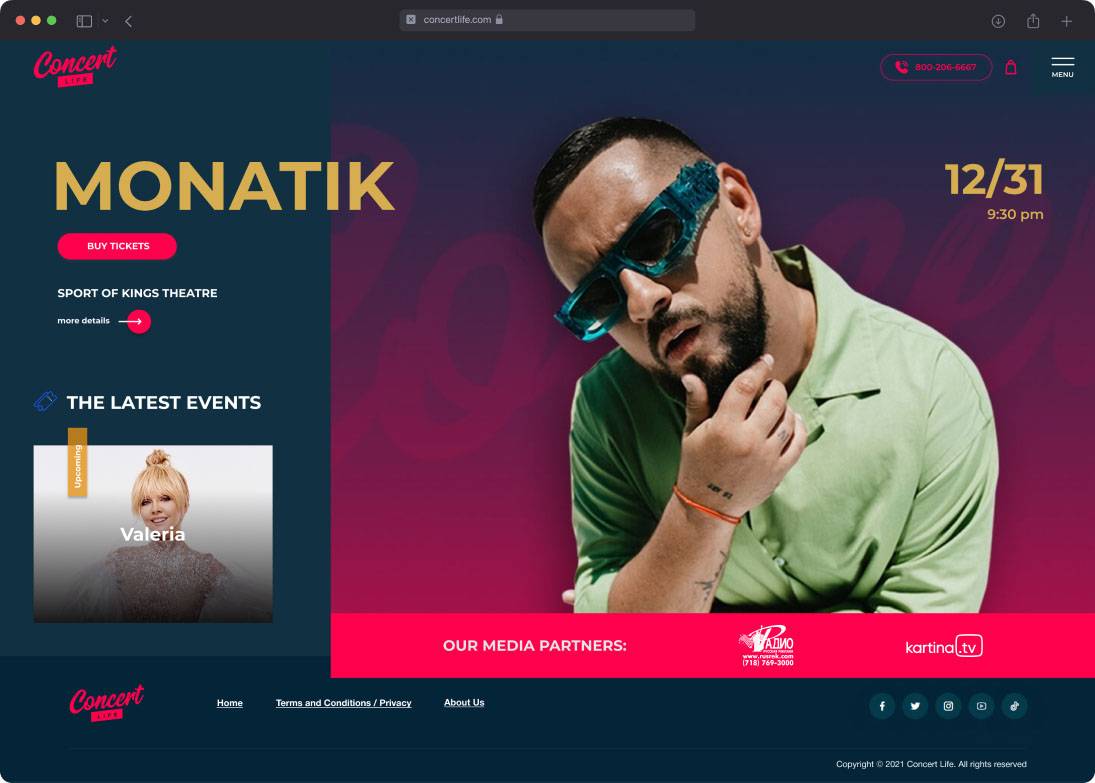 concertlife.com
Concert
LIFE
800-206-6667
MENU
MONATIK
12/31
9:30 pm
BUY TICKETS
SPORT OF KINGS THEATRE
more details
THE LATEST EVENTS
Upcoming
Valeria
OUR MEDIA PARTNERS:
РАДИО
РУССКАЯ РЕКЛАМА
www.rusrek.com
(718) 769-3000
kartina.tv
Concert
LIFE
Home
Terms and Conditions / Privacy
About Us
Copyright © 2021 Concert Life. All rights reserved